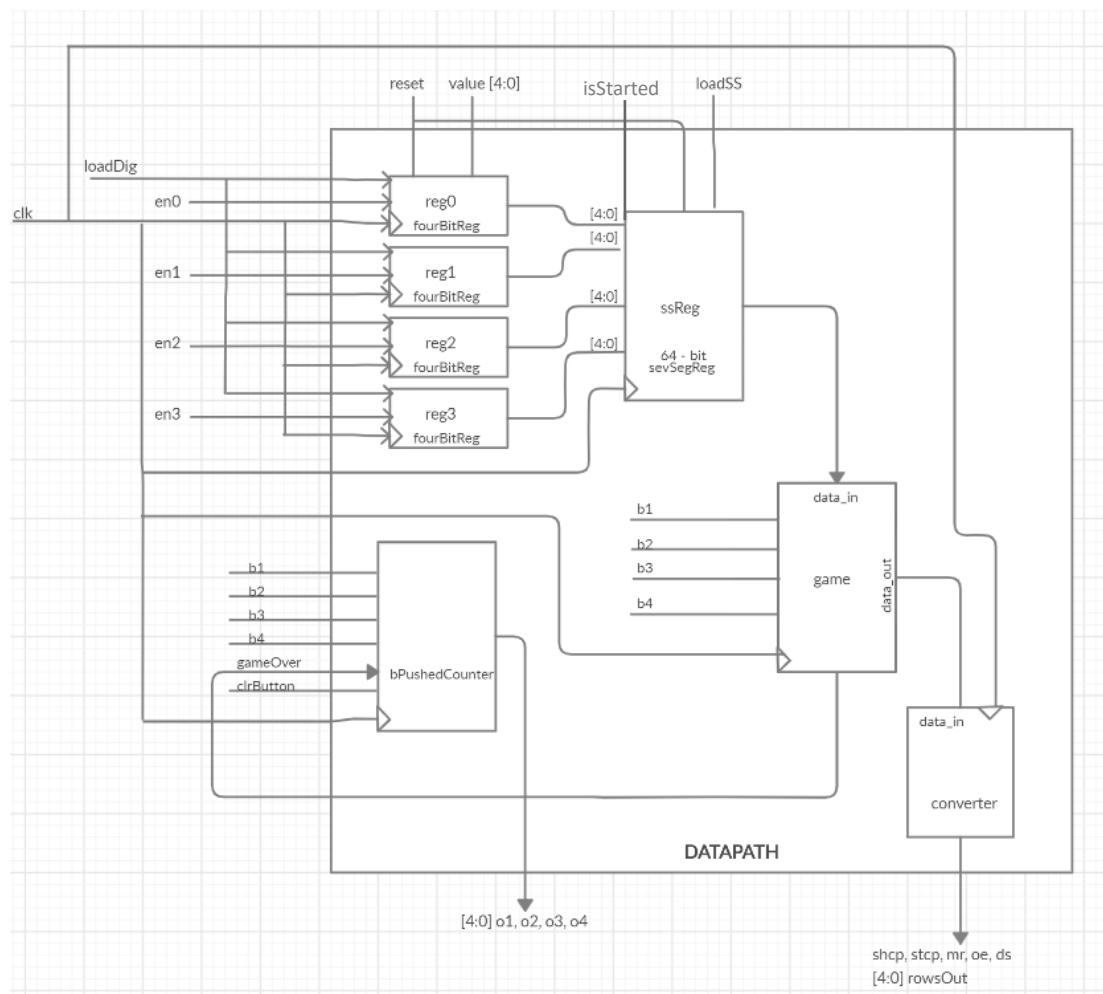 reset
value [4:0]
isStarted
loadSS
loadDig
clk
en0
reg0
fourBitReg
[4:0]
[4:0]
en1
reg1
fourBitReg
[4:0]
en2
reg2
fourBitReg
[4:0]
en3
reg3
fourBitReg
ssReg
64 - bit
sevSegReg
data_in
b1
b2
b3
b4
game
data_out
b1
b2
b3
b4
gameOver
clrButton
bPushedCounter
data_in
converter
DATAPATH
[4:0] o1, o2, o3, o4
shcp, stcp, mr, oe, ds
[4:0] rowsOut